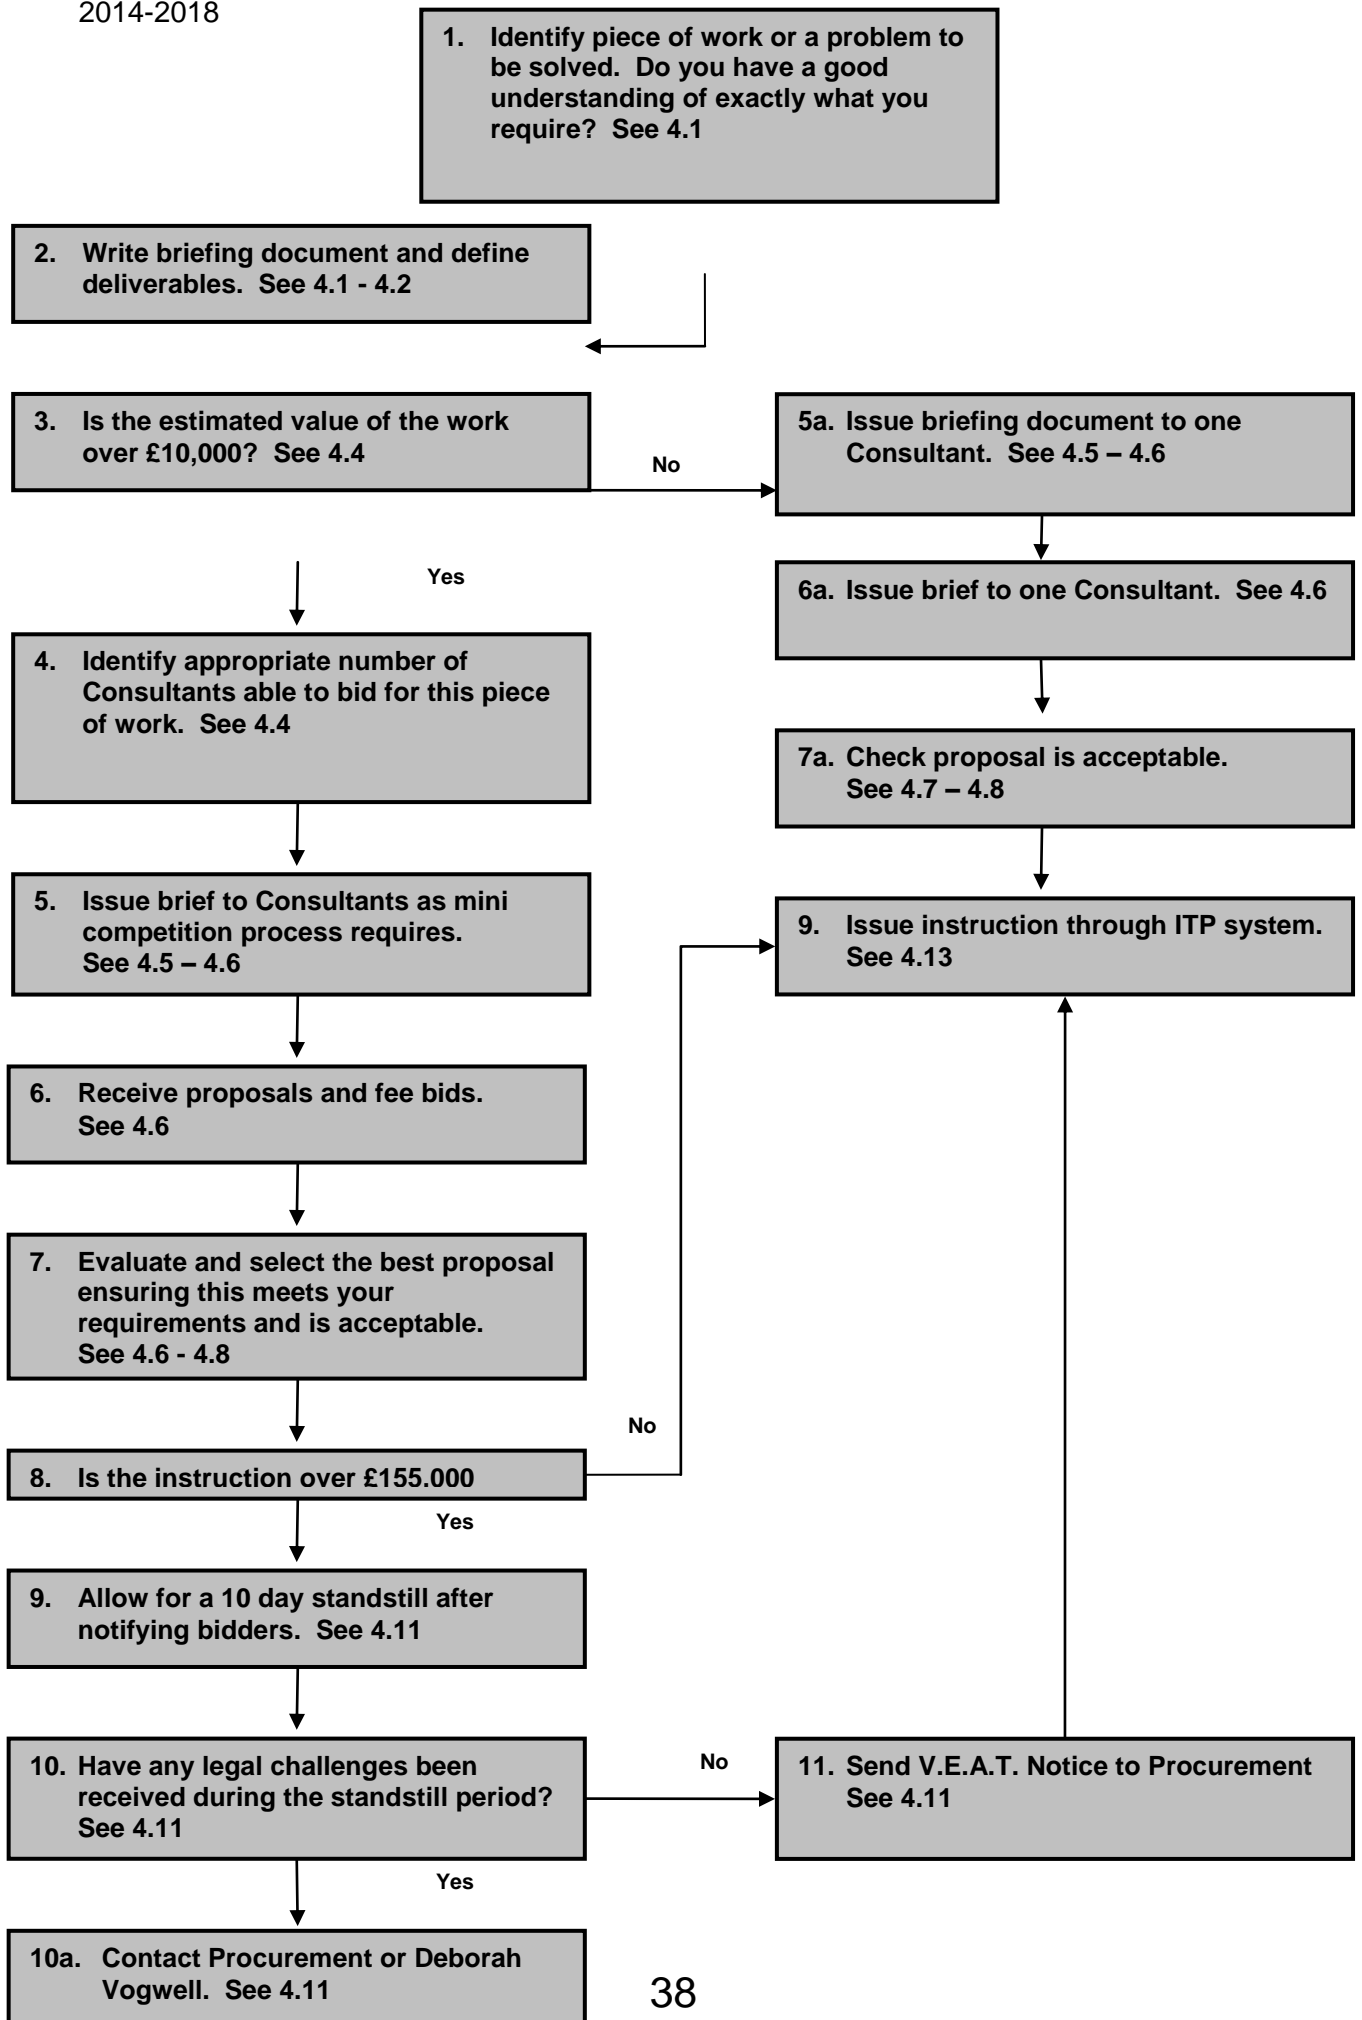 2014-2018
1. Identify piece of work or a problem to
be solved. Do you have a good
understanding of exactly what you
require? See 4.1
2. Write briefing document and define
deliverables. See 4.1 - 4.2
3. Is the estimated value of the work
over £10,000? See 4.4
No
5a. Issue briefing document to one
Consultant. See 4.5 – 4.6
Yes
6a. Issue brief to one Consultant. See 4.6
4. Identify appropriate number of
Consultants able to bid for this piece
of work. See 4.4
7a. Check proposal is acceptable.
See 4.7 – 4.8
5. Issue brief to Consultants as mini
competition process requires.
See 4.5 – 4.6
9. Issue instruction through ITP system.
See 4.13
6. Receive proposals and fee bids.
See 4.6
7. Evaluate and select the best proposal
ensuring this meets your
requirements and is acceptable.
See 4.6 - 4.8
No
8. Is the instruction over £155.000
Yes
9. Allow for a 10 day standstill after
notifying bidders. See 4.11
10. Have any legal challenges been
received during the standstill period?
See 4.11
No
11. Send V.E.A.T. Notice to Procurement
See 4.11
Yes
10a. Contact Procurement or Deborah
Vogwell. See 4.11
38